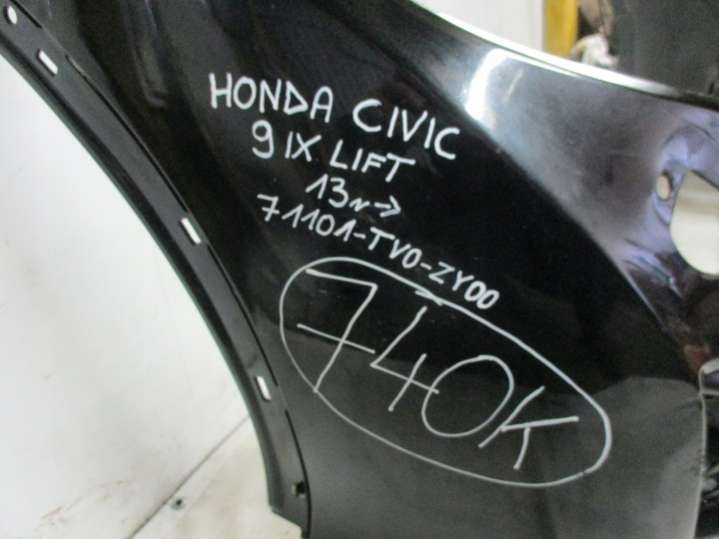 HONDA CIVIC
9 IX LIFT
13r→
71101-TV0-ZY00
740K